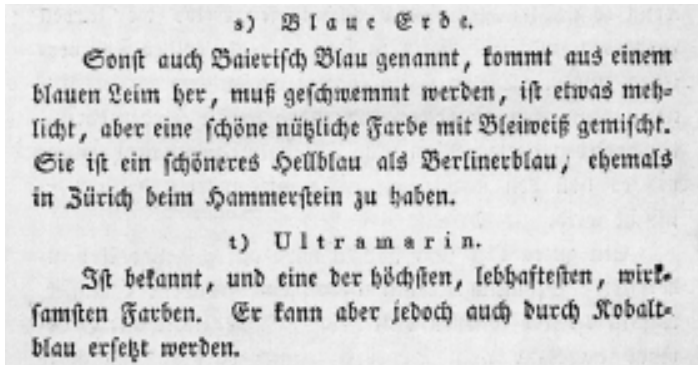 s) Blaue Erde.
Sonst auch Baierisch Blau genannt, kommt aus einem
blauen Leim her, muß geschwemmt werden, ist etwas meh-
licht, aber eine schöne nützliche Farbe mit Bleiweiß gemischt.
Sie ist ein schöneres Hellblau als Berlinerblau, ehemals
in Zürich beim Hammerstein zu haben.
t) Ultramarin.
Ist bekannt, und eine der höchsten, lebhaftesten, wirk-
samsten Farben. Er kann aber jedoch auch durch Kobalt-
blau ersetzt werden.